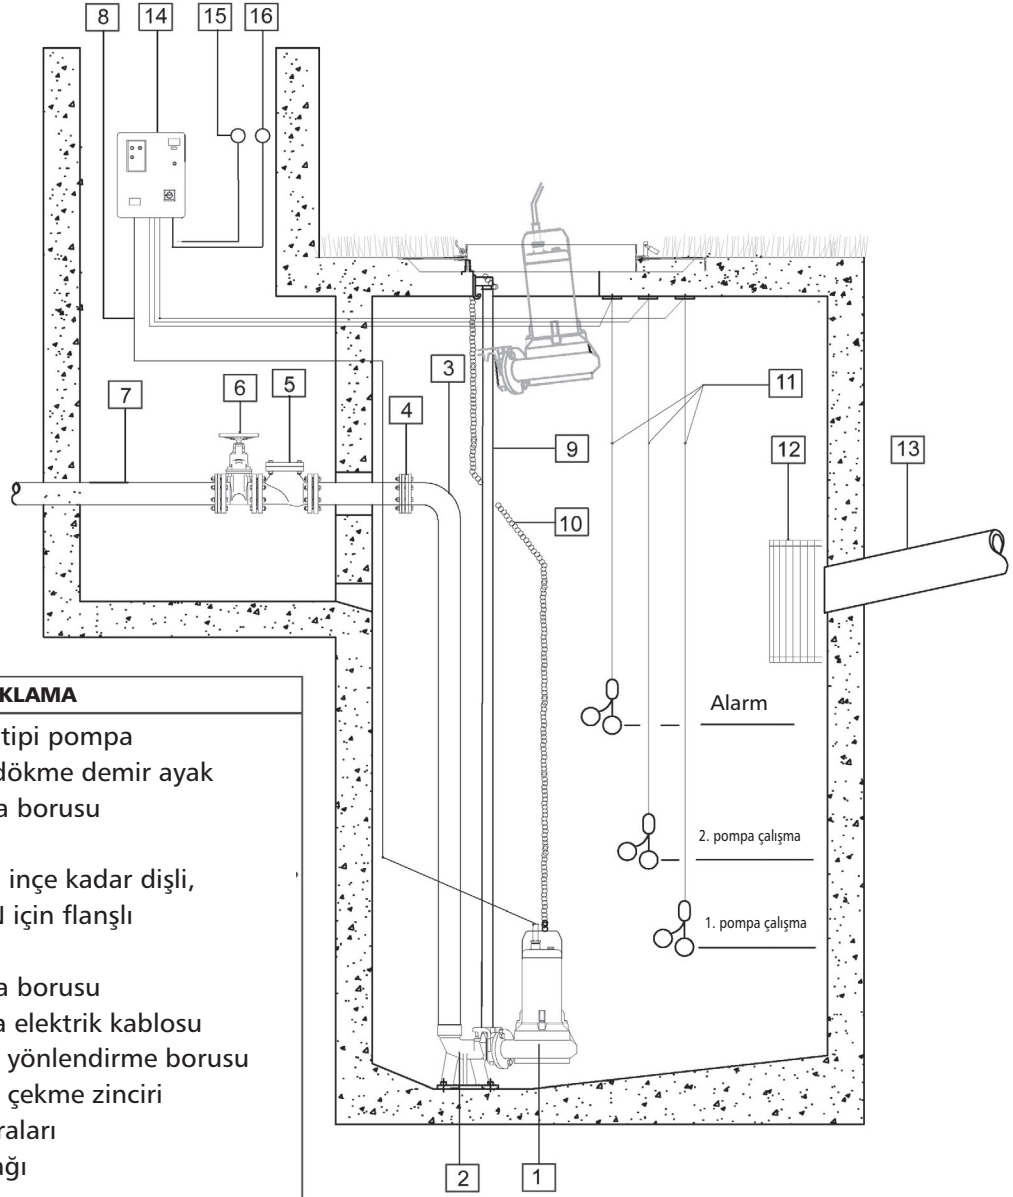 8
14
15
16
3
7
6
5
4
11
9
12
13
10
Alarm
2. pompa çalışma
1. pompa çalışma
KLAMA
tipi pompa
dökme demir ayak
a borusu
inçe kadar dişli,
için flanşlı
a borusu
a elektrik kablosu
yönlendirme borusu
çekme zinciri
raları
ağı
2
1